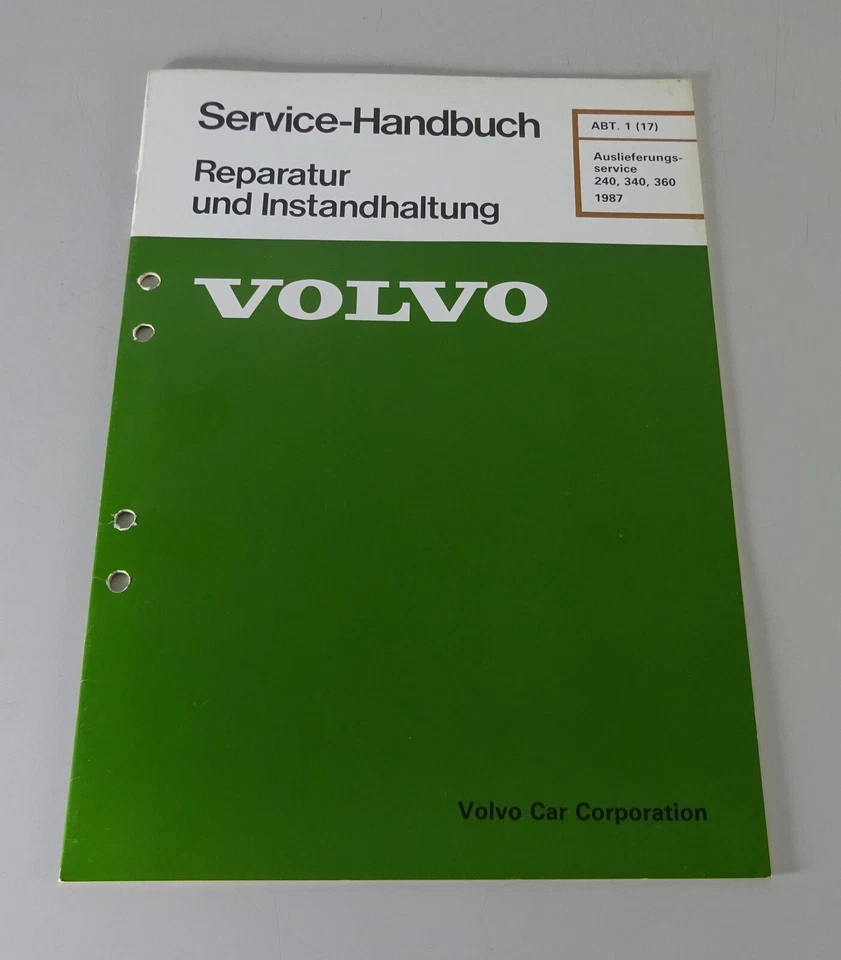 Service-Handbuch
Reparatur
und Instandhaltung
ABT. 1 (17)
Auslieferungs-
service
240, 340, 360
1987
VOLVO
Volvo Car Corporation